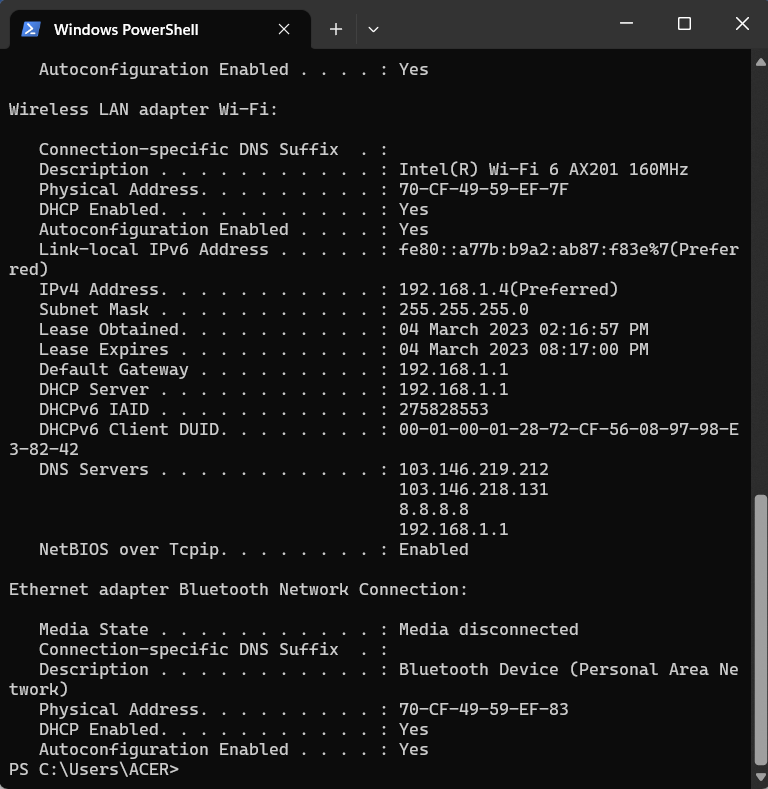 Windows PowerShell
   Autoconfiguration Enabled . . . . : Yes
Wireless LAN adapter Wi-Fi:
   Connection-specific DNS Suffix  . :
   Description . . . . . . . . . . . : Intel(R) Wi-Fi 6 AX201 160MHz
   Physical Address. . . . . . . . . : 70-CF-49-59-EF-7F
   DHCP Enabled. . . . . . . . . . . : Yes
   Autoconfiguration Enabled . . . . : Yes
   Link-local IPv6 Address . . . . . : fe80::a77b:b9a2:ab87:f83e%7(Prefer
red)
   IPv4 Address. . . . . . . . . . . : 192.168.1.4(Preferred)
   Subnet Mask . . . . . . . . . . . : 255.255.255.0
   Lease Obtained. . . . . . . . . . : 04 March 2023 02:16:57 PM
   Lease Expires . . . . . . . . . . : 04 March 2023 08:17:00 PM
   Default Gateway . . . . . . . . . : 192.168.1.1
   DHCP Server . . . . . . . . . . . : 192.168.1.1
   DHCPv6 IAID . . . . . . . . . . . : 275828553
   DHCPv6 Client DUID. . . . . . . . : 00-01-00-01-28-72-CF-56-08-97-98-E
3-82-42
   DNS Servers . . . . . . . . . . . : 103.146.219.212
                                       103.146.218.131
                                       8.8.8.8
                                       192.168.1.1
   NetBIOS over Tcpip. . . . . . . . : Enabled
Ethernet adapter Bluetooth Network Connection:
   Media State . . . . . . . . . . . : Media disconnected
   Connection-specific DNS Suffix  . :
   Description . . . . . . . . . . . : Bluetooth Device (Personal Area Ne
twork)
   Physical Address. . . . . . . . . : 70-CF-49-59-EF-83
   DHCP Enabled. . . . . . . . . . . : Yes
   Autoconfiguration Enabled . . . . : Yes
PS C:\Users\ACER>